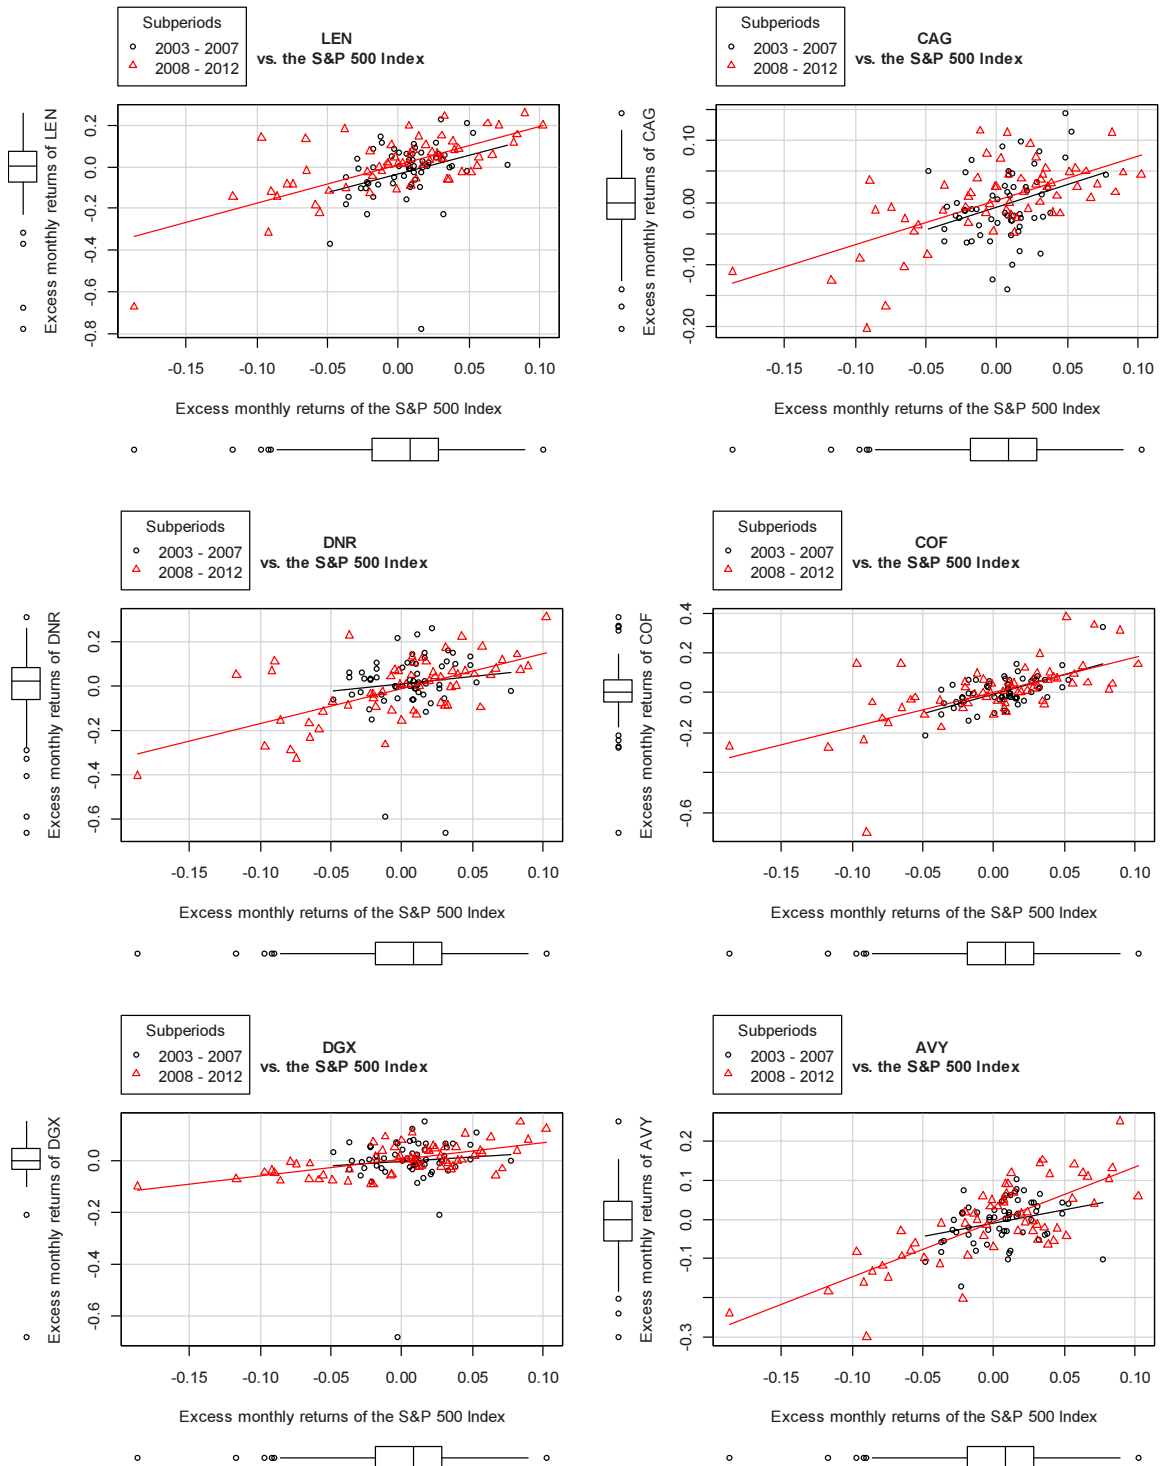 Subperiods
2003 - 2007
2008 - 2012
LEN
vs. the S&P 500 Index
Excess monthly returns of LEN
0.2
0.0
-0.2
-0.4
-0.6
-0.8
-0.15
-0.10
-0.05
0.00
0.05
0.10
Excess monthly returns of the S&P 500 Index
Subperiods
2003 - 2007
2008 - 2012
CAG
vs. the S&P 500 Index
Excess monthly returns of CAG
0.10
0.00
-0.10
-0.20
-0.15
-0.10
-0.05
0.00
0.05
0.10
Excess monthly returns of the S&P 500 Index
Subperiods
2003 - 2007
2008 - 2012
DNR
vs. the S&P 500 Index
Excess monthly returns of DNR
0.2
0.0
-0.2
-0.4
-0.6
-0.15
-0.10
-0.05
0.00
0.05
0.10
Excess monthly returns of the S&P 500 Index
Subperiods
2003 - 2007
2008 - 2012
COF
vs. the S&P 500 Index
Excess monthly returns of COF
0.4
0.2
0.0
-0.2
-0.6
-0.15
-0.10
-0.05
0.00
0.05
0.10
Excess monthly returns of the S&P 500 Index
Subperiods
2003 - 2007
2008 - 2012
DGX
vs. the S&P 500 Index
Excess monthly returns of DGX
0.0
-0.2
-0.6
-0.15
-0.10
-0.05
0.00
0.05
0.10
Excess monthly returns of the S&P 500 Index
Subperiods
2003 - 2007
2008 - 2012
AVY
vs. the S&P 500 Index
Excess monthly returns of AVY
0.2
0.1
0.0
-0.1
-0.3
-0.15
-0.10
-0.05
0.00
0.05
0.10
Excess monthly returns of the S&P 500 Index